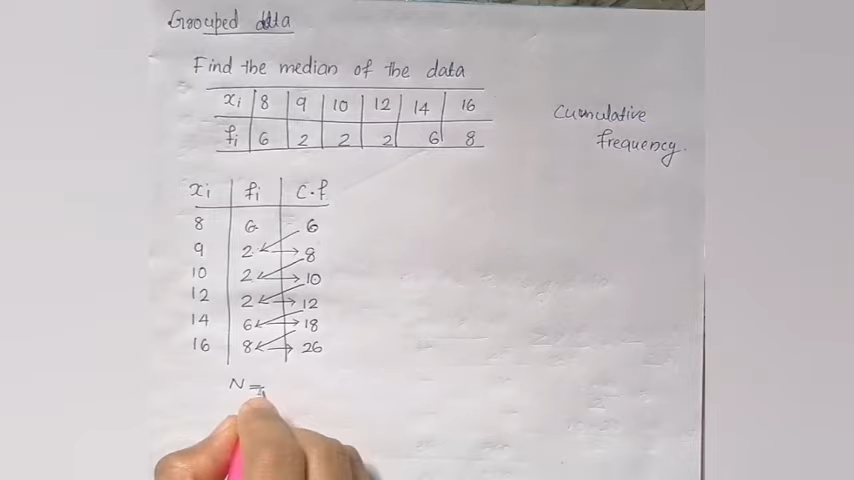 Grouped data
Find the median of the data
xi 8 9 10 12 14 16
fi 6 2 2 2 6 8
Cumulative
frequency.
xi fi C.f
8 6 6
9 2 8
10 2 10
12 2 12
14 6 18
16 8 26
N =